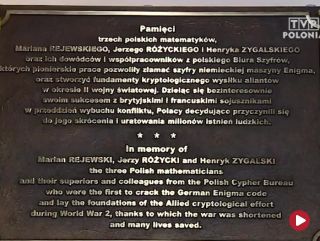 TVP
POLONIA
Pamięci
trzech polskich matematyków,
Mariana REJEWSKIEGO, Jerzego RÓŻYCKIEGO i Henryka ZYGALSKIEGO
oraz ich dowódców i współpracowników z polskiego Biura Szyfrów,
których pionierskie prace pozwoliły złamać szyfry niemieckiej maszyny Enigma,
oraz stworzyć fundamenty kryptologicznego wysiłku aliantów
w okresie II wojny światowej. Dzieląc się bezinteresownie
swoim sukcesem z brytyjskimi i francuskimi sojusznikami
w przeddzień wybuchu konfliktu, Polacy decydująco przyczynili się
do jego skrócenia i uratowania milionów istnień ludzkich.
* * *
In memory of
Marian REJEWSKI, Jerzy RÓŻYCKI and Henryk ZYGALSKI
the three Polish mathematicians
and their superiors and colleagues from the Polish Cypher Bureau
who were the first to crack the German Enigma code
and lay the foundations of the Allied cryptological effort
during World War 2, thanks to which the war was shortened
and many lives saved.